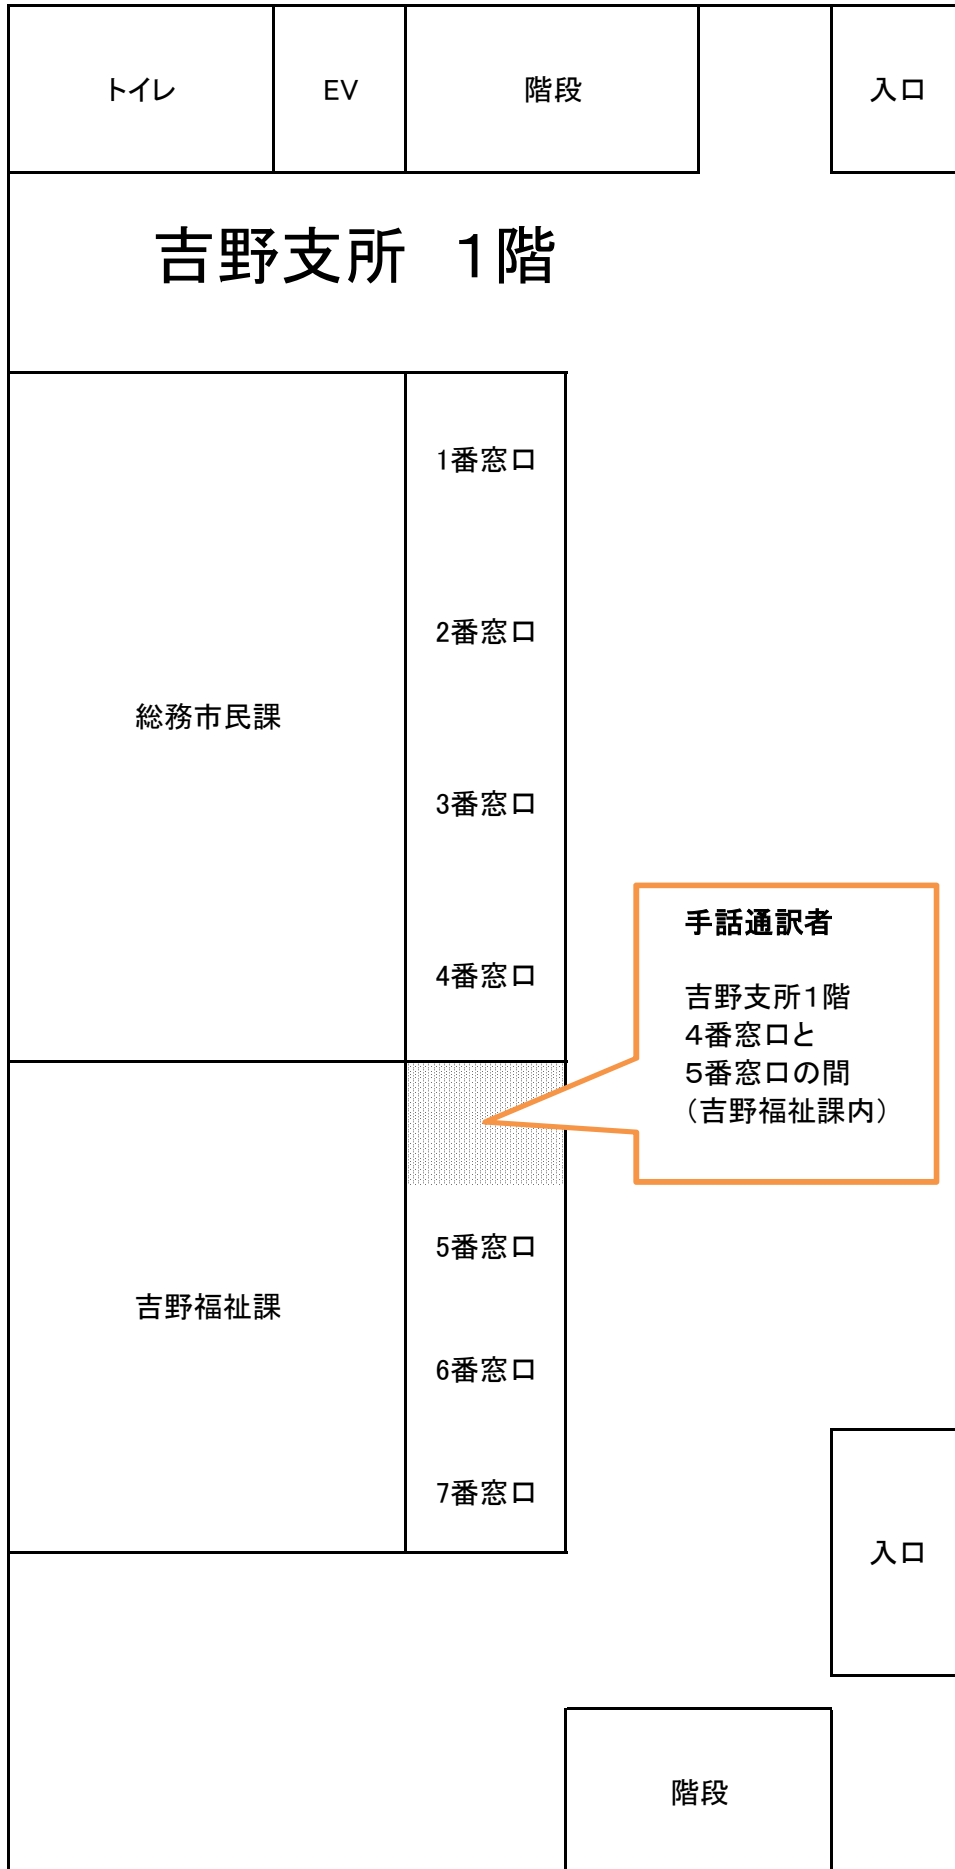 トイレ
EV
階段
入口
吉野支所　1階
1番窓口
2番窓口
総務市民課
3番窓口
4番窓口
手話通訳者
吉野支所1階
4番窓口と
5番窓口の間
（吉野福祉課内）
5番窓口
吉野福祉課
6番窓口
7番窓口
入口
階段